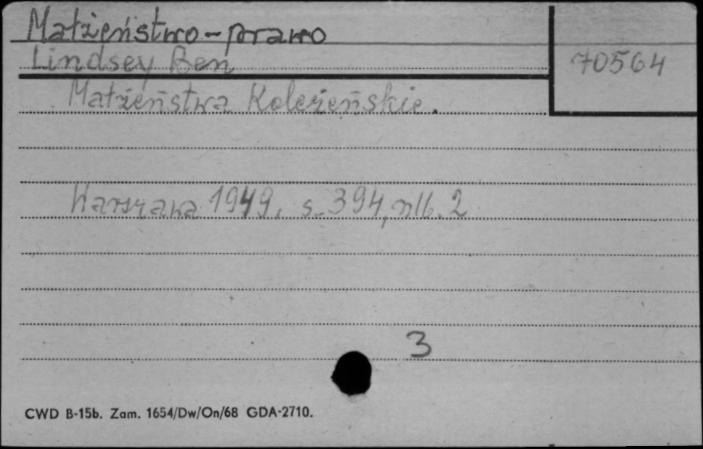 Małżeństwo - prawo
Lindsey Ben
70564
Małżeństwa Koleżeńskie.
Warszawa 1949. s. 394, nlb. 2
3
CWD B-15b. Zam. 1654/Dw/On/68 GDA-2710.